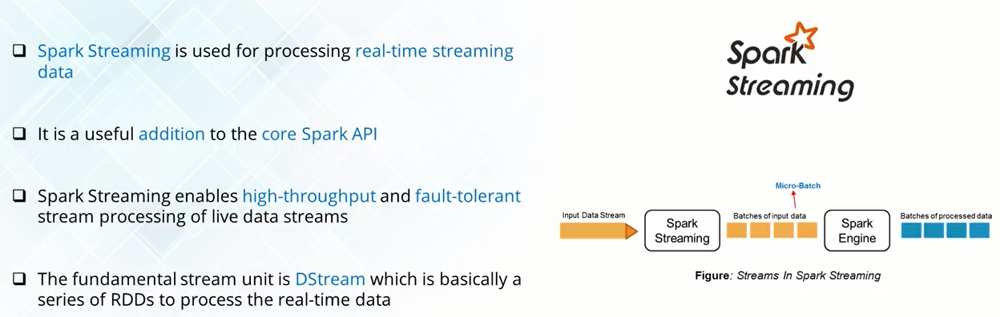 Spark Streaming is used for processing real-time streaming
data
It is a useful addition to the core Spark API
Spark Streaming enables high-throughput and fault-tolerant
stream processing of live data streams
The fundamental stream unit is DStream which is basically a
series of RDDs to process the real-time data
Spark
Streaming
Micro-Batch
Input Data Stream
Spark
Streaming
Batches of input data
Spark
Engine
Batches of processed data
Figure: Streams In Spark Streaming